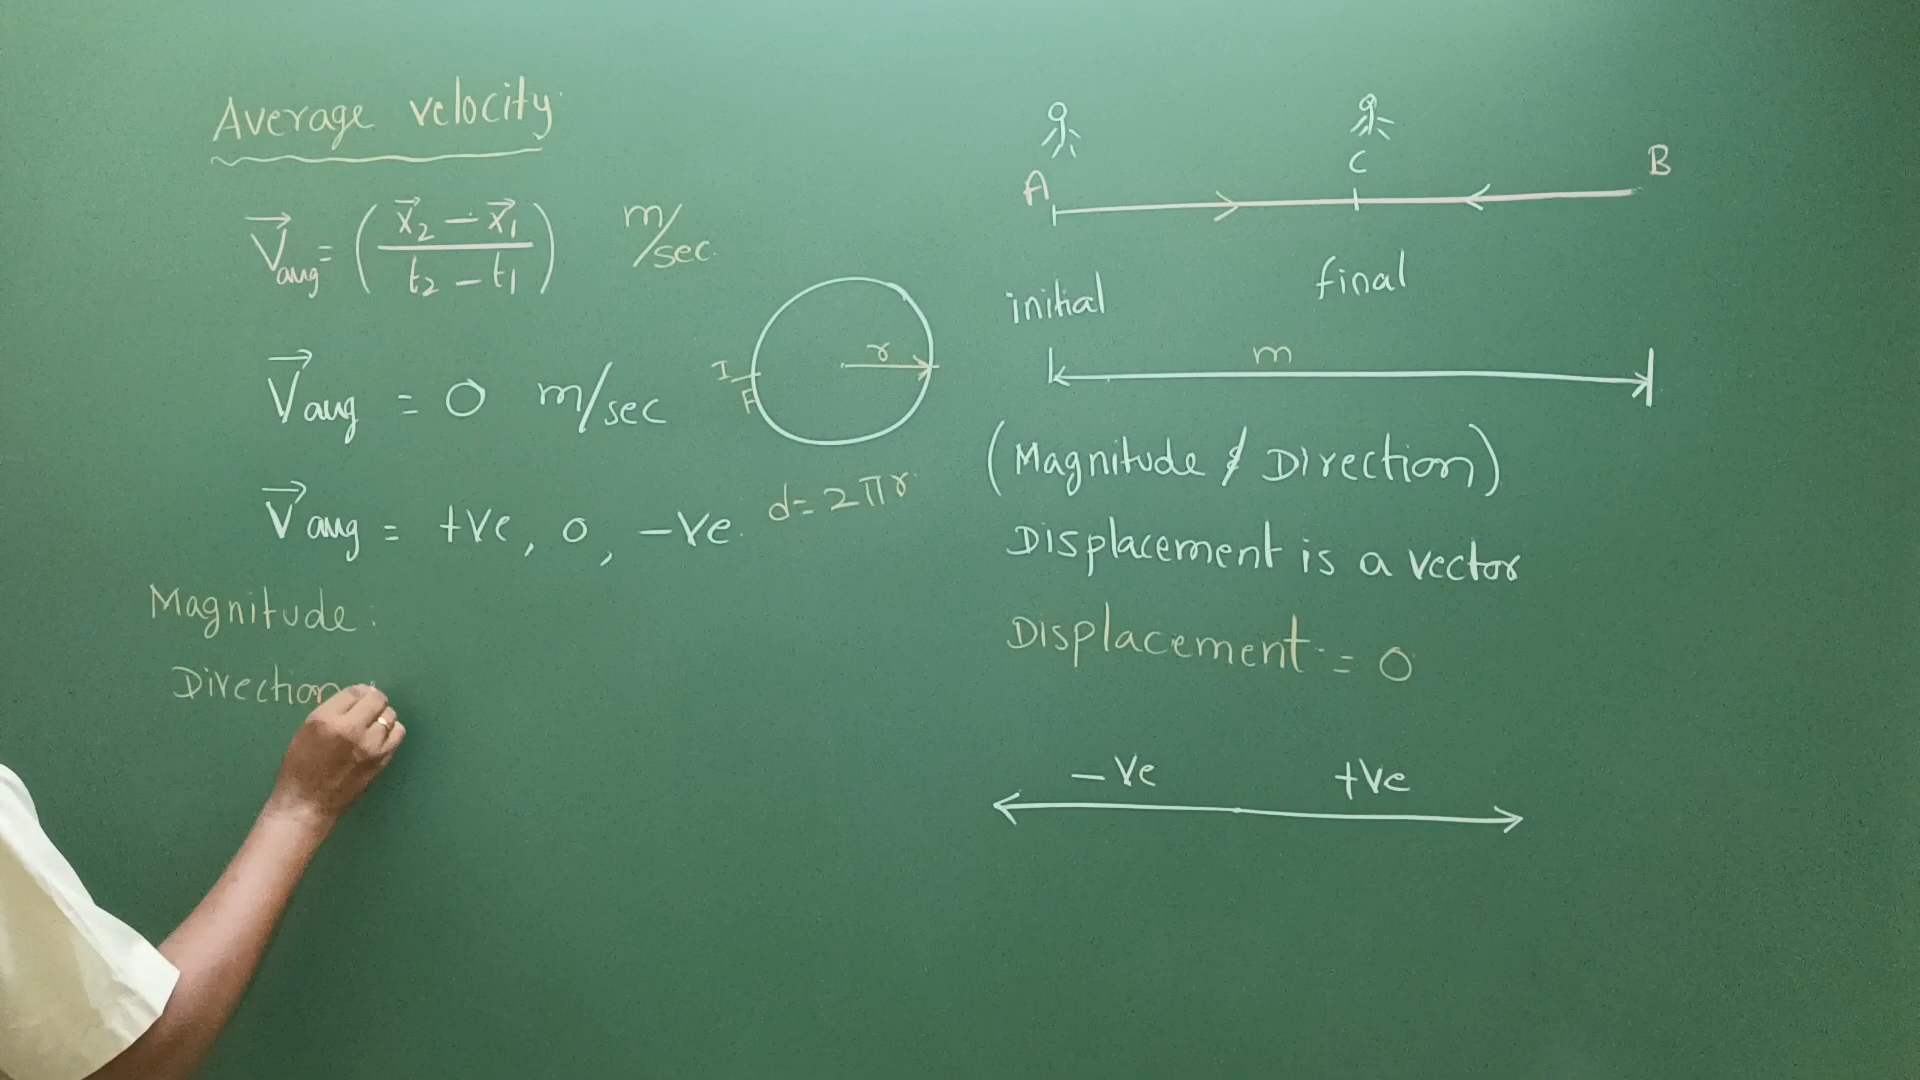 Average velocity
V⃗avg = ( x⃗2 – x⃗1 / t2 – t1 ) m/sec.
V⃗avg = 0 m/sec
V⃗avg = +ve, 0, –ve.
Magnitude:
Direction
I
F
r
d = 2πr
A
C
B
initial
final
m
(Magnitude & Direction)
Displacement is a vector
Displacement = 0
–ve +ve